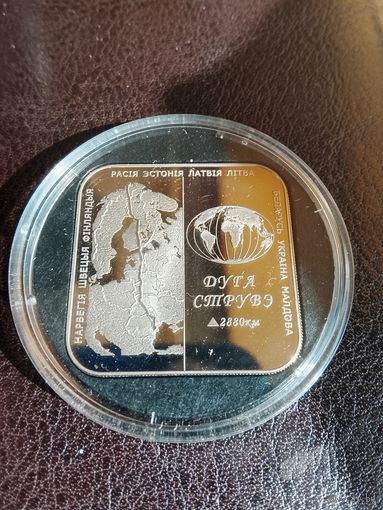 НАРВЕГІЯ ШВЕЦЫЯ ФІНЛЯНДЫЯ
РАСІЯ ЭСТОНІЯ ЛАТВІЯ ЛІТВА
БЕЛАРУСЬ УКРАІНА МАЛДОВА
ДУГА
СТРУВЭ
▲2880км